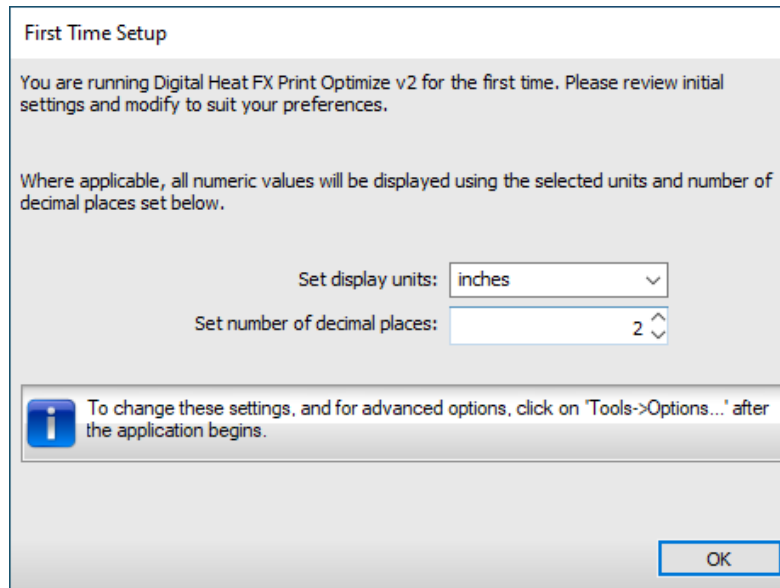 First Time Setup
You are running Digital Heat FX Print Optimize v2 for the first time. Please review initial
settings and modify to suit your preferences.
Where applicable, all numeric values will be displayed using the selected units and number of
decimal places set below.
Set display units: inches
Set number of decimal places: 2
To change these settings, and for advanced options, click on 'Tools->Options...' after
the application begins.
OK